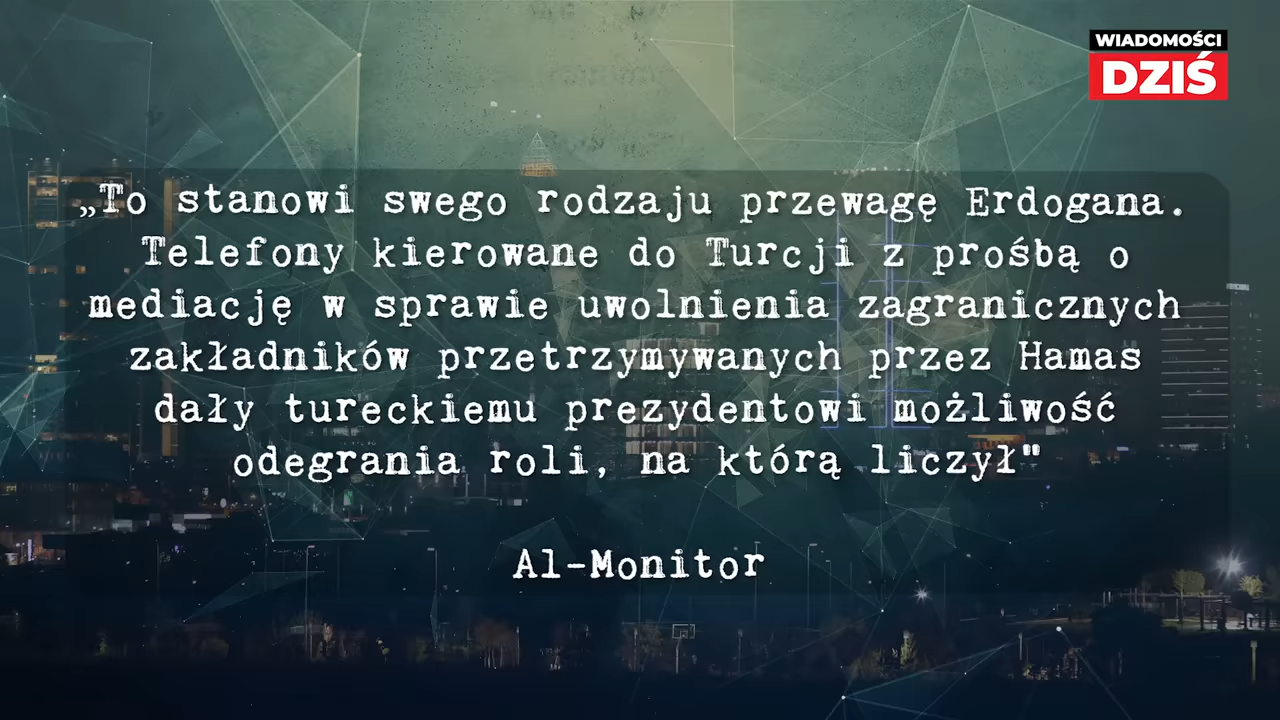 WIADOMOŚCI
DZIŚ
„To stanowi swego rodzaju przewagę Erdogana.
Telefony kierowane do Turcji z prośbą o
mediację w sprawie uwolnienia zagranicznych
zakładników przetrzymywanych przez Hamas
dały tureckiemu prezydentowi możliwość
odegrania roli, na którą liczył"
Al-Monitor